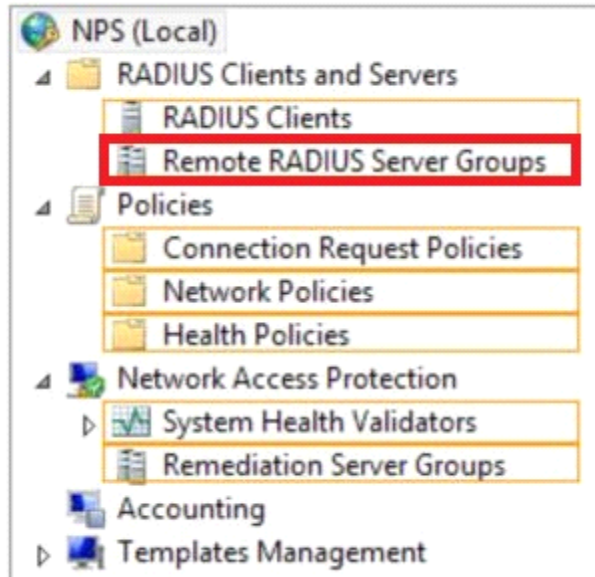 NPS (Local)
RADIUS Clients and Servers
RADIUS Clients
Remote RADIUS Server Groups
Policies
Connection Request Policies
Network Policies
Health Policies
Network Access Protection
System Health Validators
Remediation Server Groups
Accounting
Templates Management